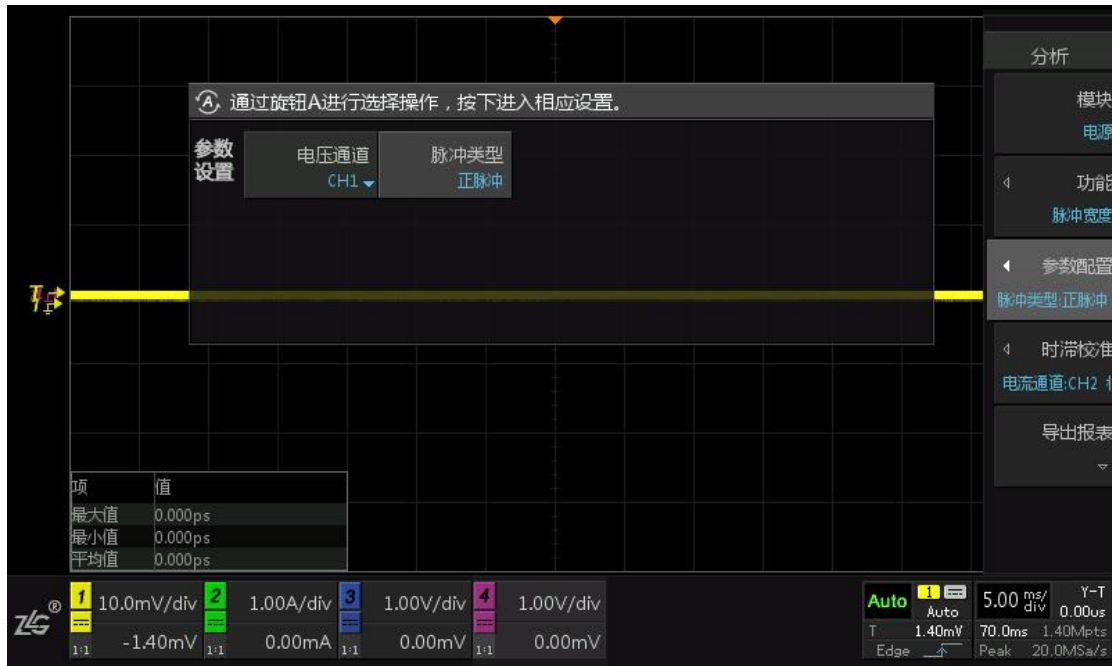 分析
通过旋钮A进行选择操作，按下进入相应设置。
参数
设置
电压通道
CH1
脉冲类型
正脉冲
模块
电源
功能
脉冲宽度
参数配置
脉冲类型:正脉冲
时滞校准
电流通道:CH2
导出报表
项 值
最大值 0.000ps
最小值 0.000ps
平均值 0.000ps
ZLG®
1 10.0mV/div
1:1 -1.40mV
2 1.00A/div
1:1 0.00mA
3 1.00V/div
1:1 0.00mV
4 1.00V/div
1:1 0.00mV
Auto 1
Auto
T 1.40mV
Edge
5.00 ms/div Y-T
0.00us
70.0ms 1.40Mpts
Peak 20.0MSa/s